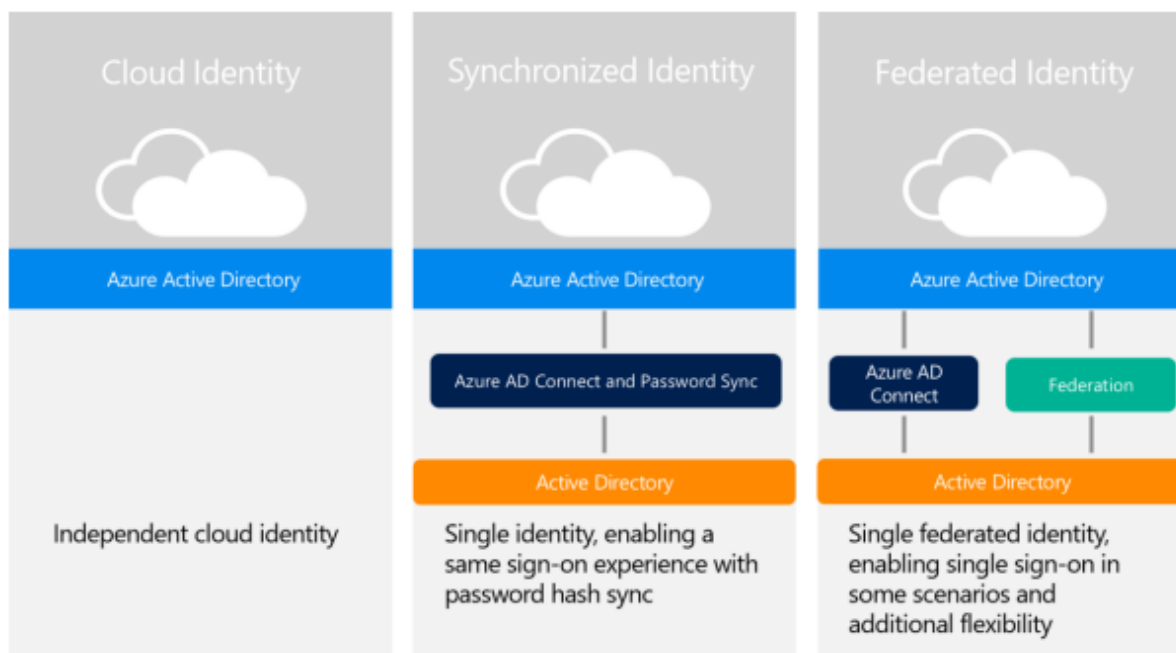 Cloud Identity
Azure Active Directory
Independent cloud identity
Synchronized Identity
Azure Active Directory
Azure AD Connect and Password Sync
Active Directory
Single identity, enabling a
same sign-on experience with
password hash sync
Federated Identity
Azure Active Directory
Azure AD
Connect
Federation
Active Directory
Single federated identity,
enabling single sign-on in
some scenarios and
additional flexibility